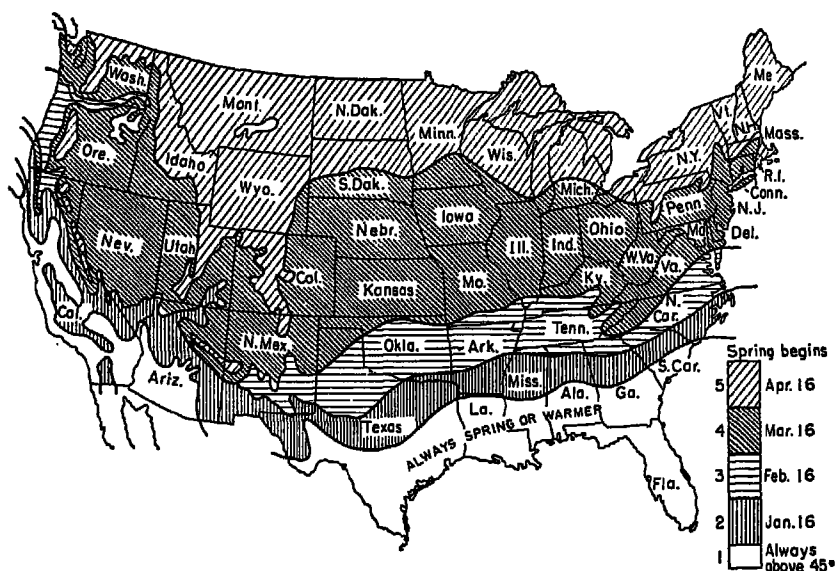 Wash.
Mont.
N.Dak.
Minn.
Me
Vt.
N.H.
Mass.
Ore.
Idaho
Wis.
N.Y.
R.I.
Conn.
Wyo.
S.Dak.
Mich.
Penn
N.J.
Nev.
Utah
Nebr.
Iowa
Ill.
Ind.
Ohio
Md.
Del.
W.Va.
Va.
Col.
Kansas
Mo.
Ky.
Cal.
N.
Car.
Tenn.
Okla.
Ark.
N.Mex.
Ariz.
S.Car.
Miss.
Ala.
Ga.
La.
Texas
ALWAYS SPRING OR WARMER
Fla.
Spring begins
5 Apr.16
4 Mar.16
3 Feb.16
2 Jan.16
1 Always
above 45°